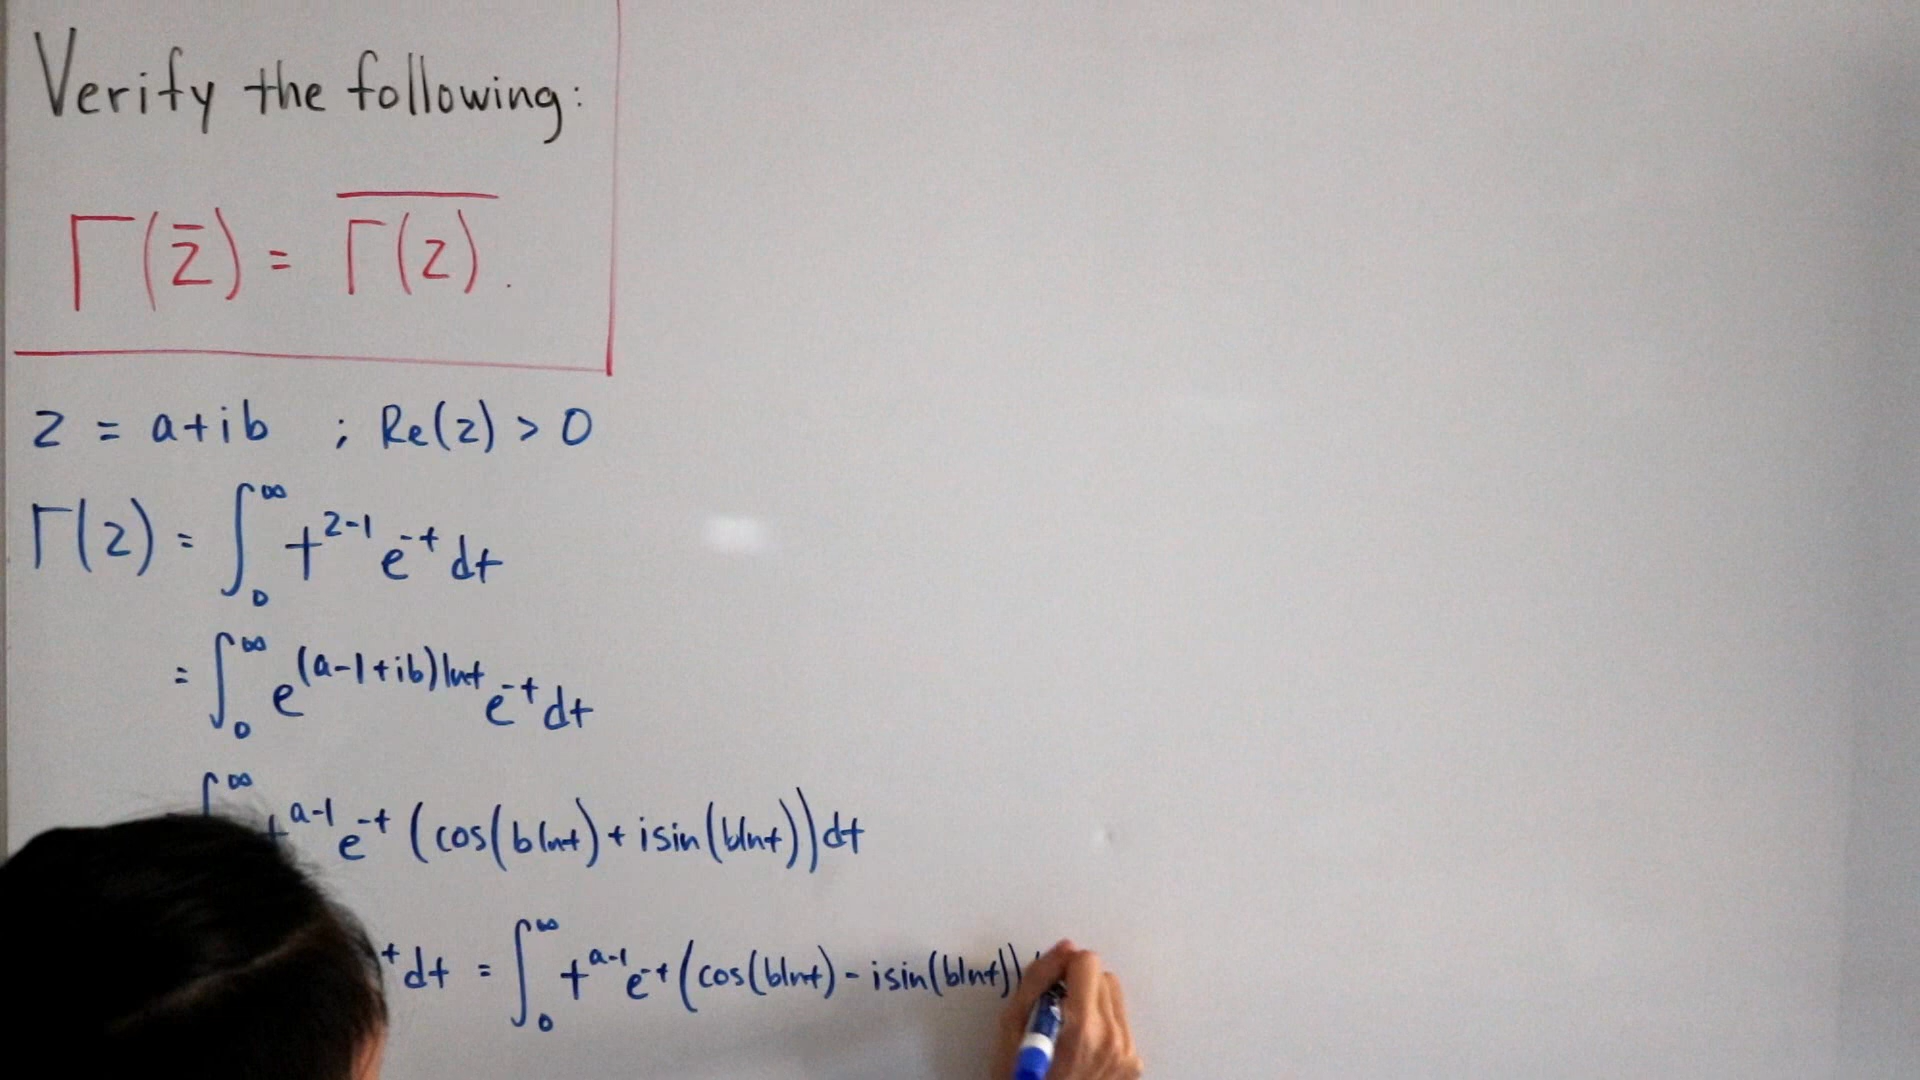 Verify the following:
Γ(z̄) = \overline{Γ(z)}.
z = a+ib ; Re(z) > 0
Γ(z) = ∫₀^∞ t^{z-1} e^{-t} dt
= ∫₀^∞ e^{(a-1+ib)lnt} e^{-t} dt
∫^∞ t^{a-1} e^{-t} (cos(blnt) + isin(blnt)) dt
t dt = ∫₀^∞ t^{a-1} e^{-t} (cos(blnt) - isin(blnt))